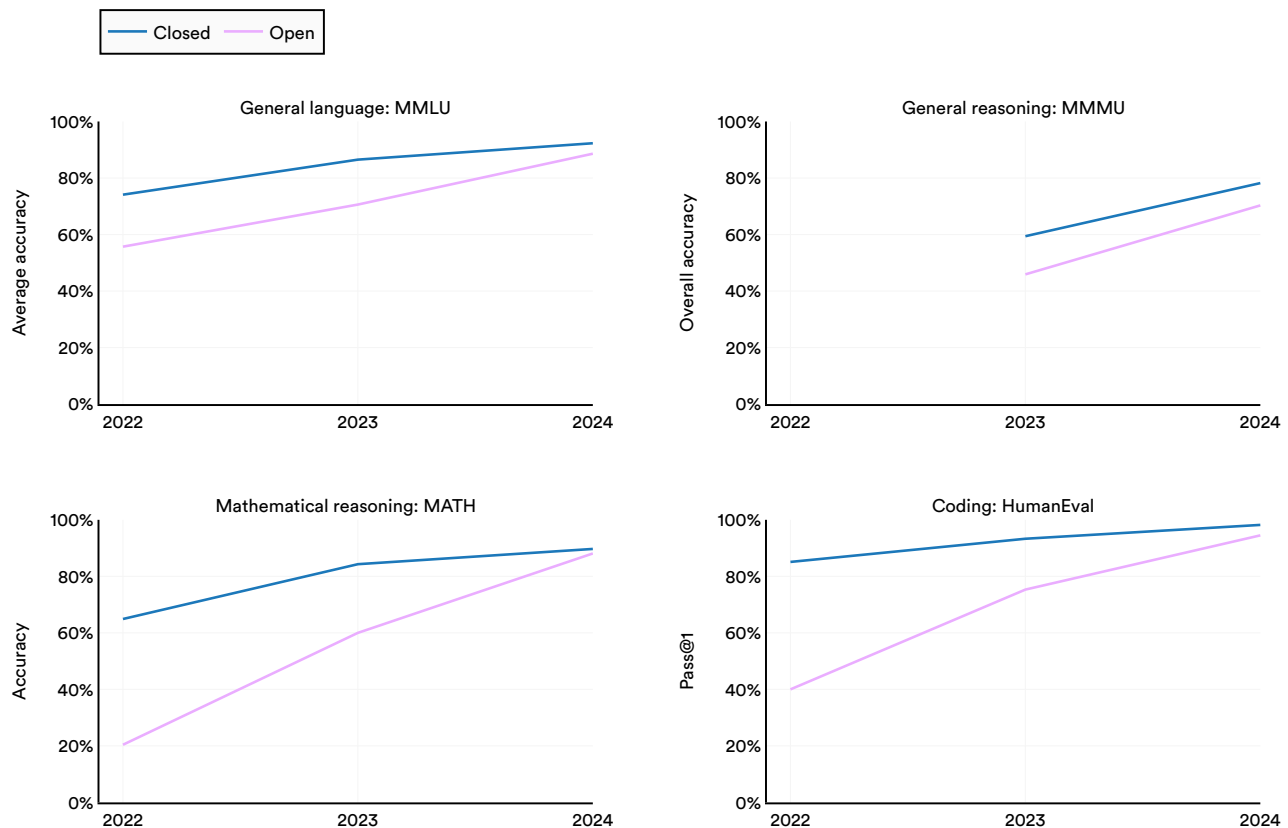 Closed Open
General language: MMLU
Average accuracy
100%
80%
60%
40%
20%
0%
2022 2023 2024
General reasoning: MMMU
Overall accuracy
100%
80%
60%
40%
20%
0%
2022 2023 2024
Mathematical reasoning: MATH
Accuracy
100%
80%
60%
40%
20%
0%
2022 2023 2024
Coding: HumanEval
Pass@1
100%
80%
60%
40%
20%
0%
2022 2023 2024